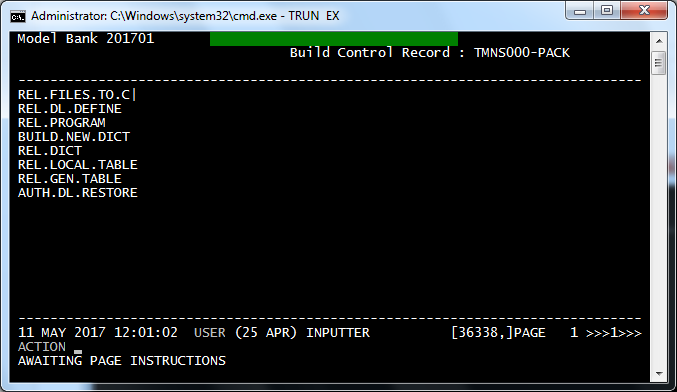 Administrator: C:\Windows\system32\cmd.exe - TRUN EX
Model Bank 201701
Build Control Record : TMNS000-PACK
--------------------------------------------------------------------------------
REL.FILES.TO.C|
REL.DL.DEFINE
REL.PROGRAM
BUILD.NEW.DICT
REL.DICT
REL.LOCAL.TABLE
REL.GEN.TABLE
AUTH.DL.RESTORE
--------------------------------------------------------------------------------
11 MAY 2017 12:01:02 USER (25 APR) INPUTTER [36338,]PAGE 1 >>>1>>>
ACTION _
AWAITING PAGE INSTRUCTIONS